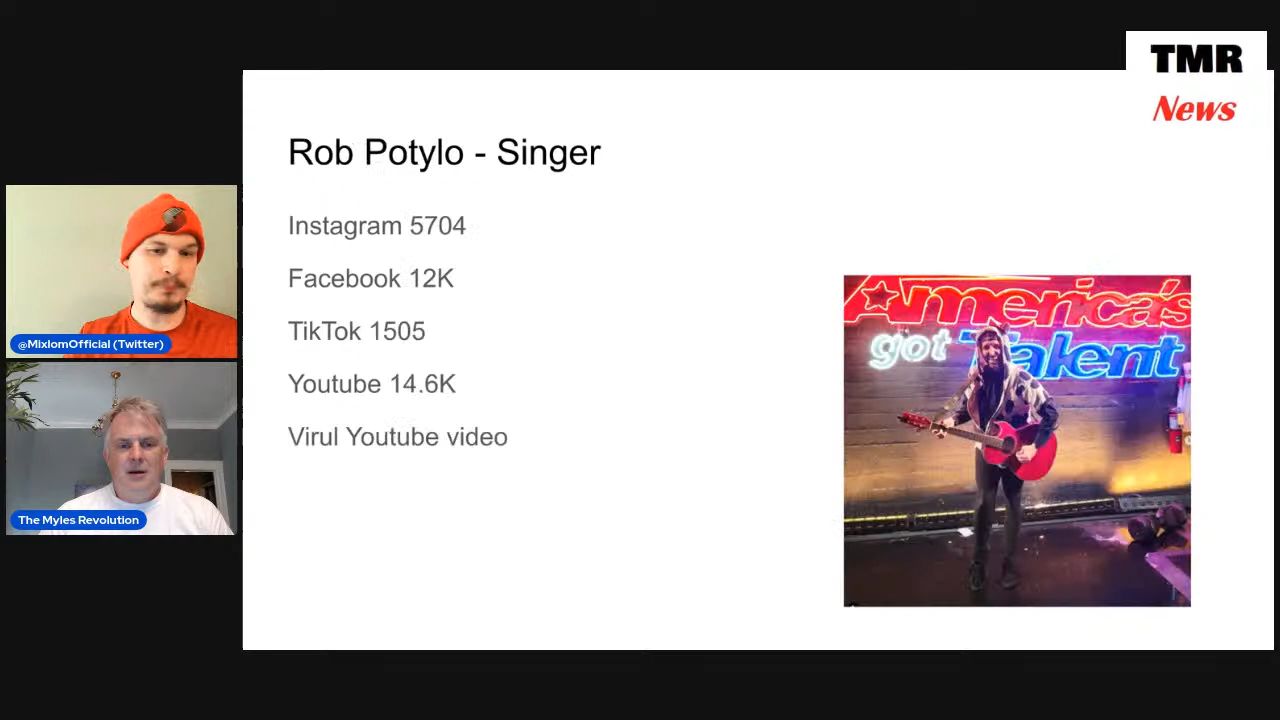 TMR
News
Rob Potylo - Singer
Instagram 5704
Facebook 12K
TikTok 1505
Youtube 14.6K
Virul Youtube video
@MixlomOfficial (Twitter)
The Myles Revolution
America's
got Talent